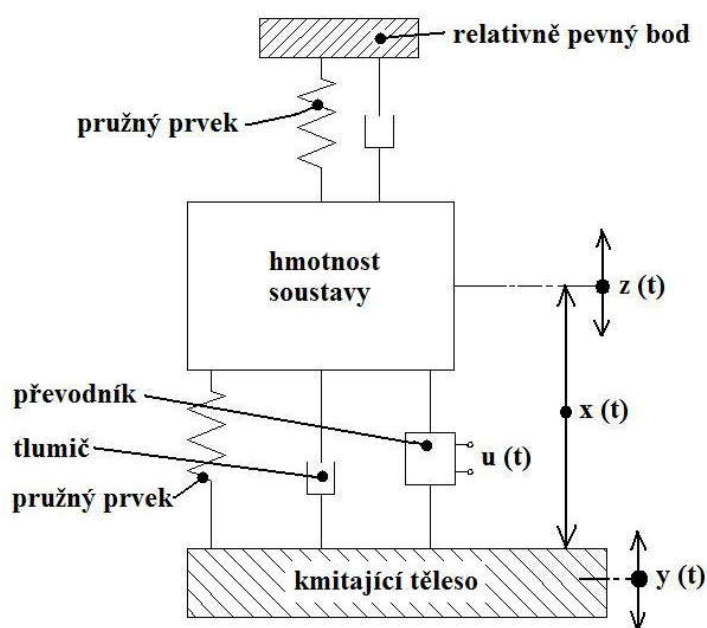 relativně pevný bod
pružný prvek
hmotnost
soustavy
z (t)
převodník
x (t)
tlumič
u (t)
pružný prvek
kmitající těleso
y (t)